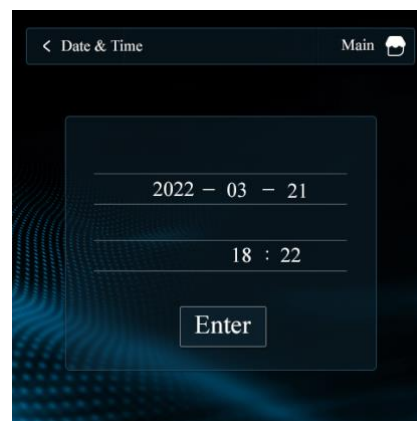 < Date & Time Main
2022 – 03 – 21
18 : 22
Enter